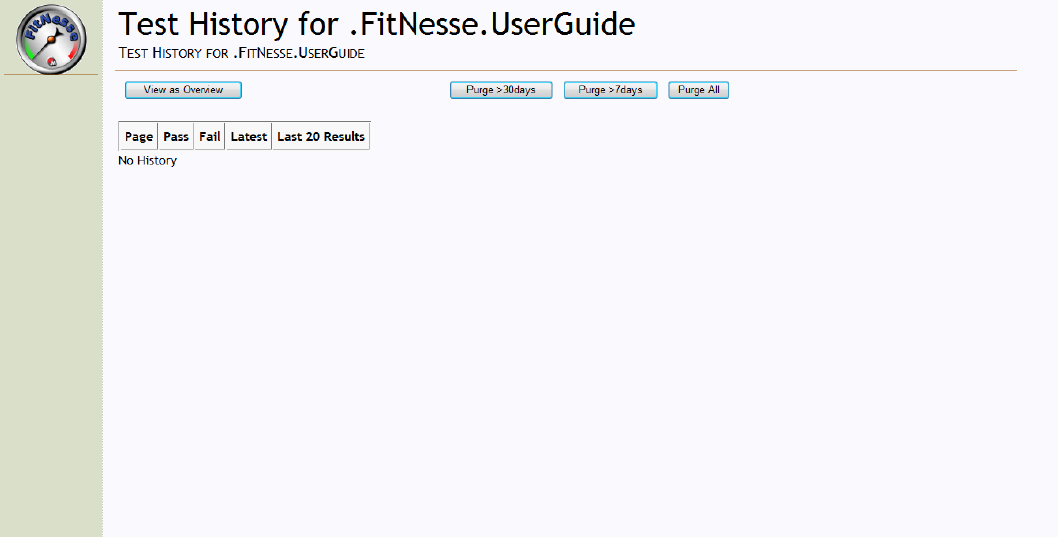 FitNesse
Test History for .FitNesse.UserGuide
Test History for .FitNesse.UserGuide
View as Overview Purge >30days Purge >7days Purge All
Page Pass Fail Latest Last 20 Results
No History